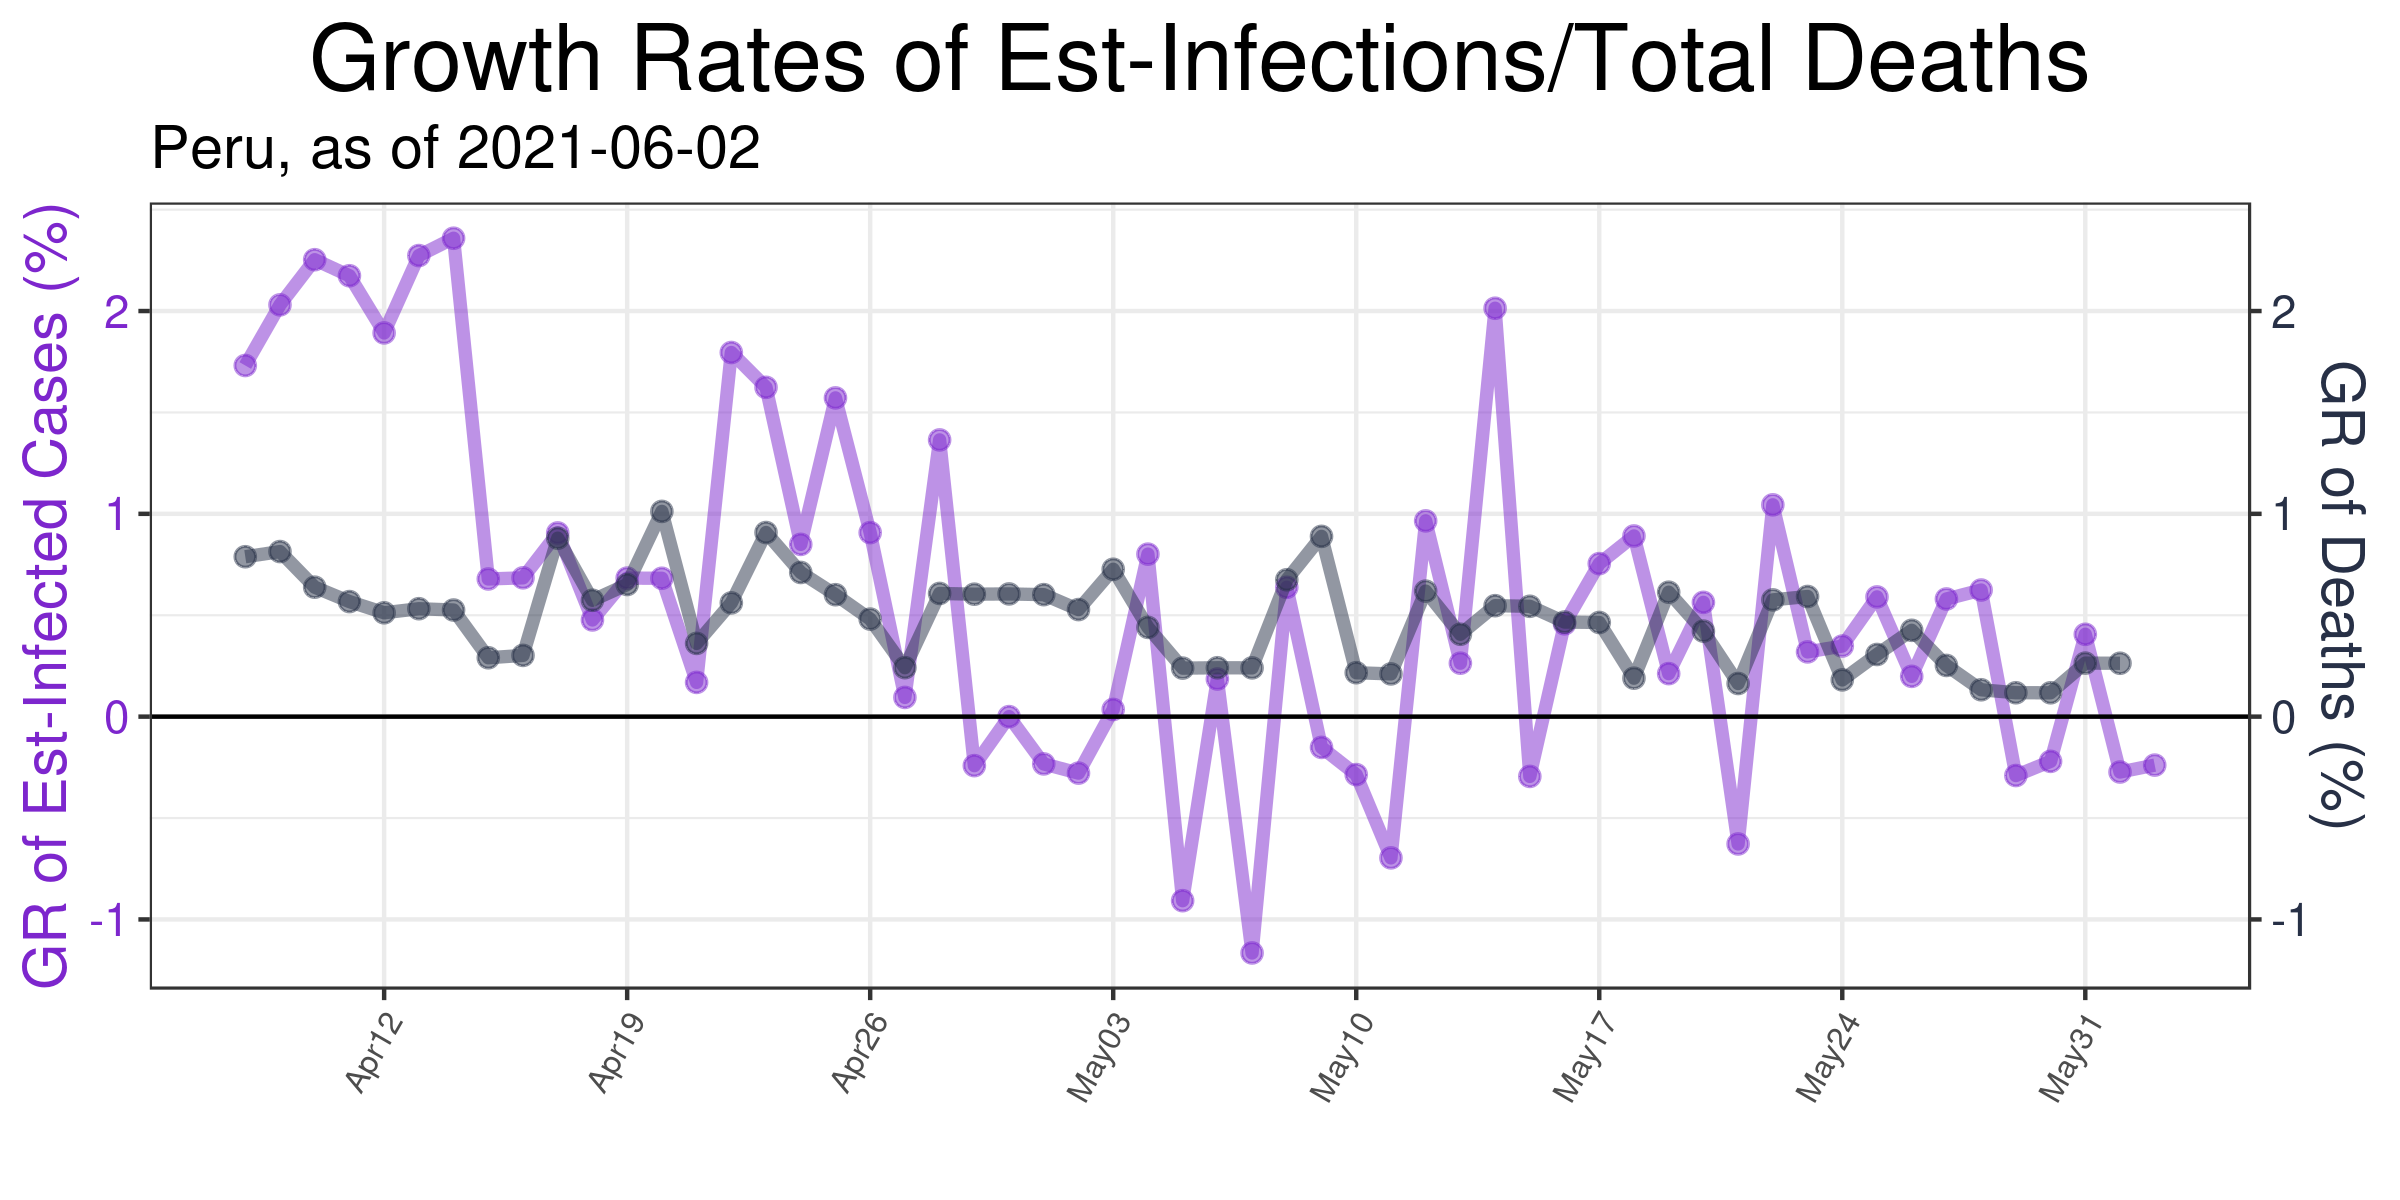 Growth Rates of Est-Infections/Total Deaths
Peru, as of 2021-06-02
GR of Est-Infected Cases (%)
2
1
0
-1
2
1
0
-1
GR of Deaths (%)
Apr12
Apr19
Apr26
May03
May10
May17
May24
May31